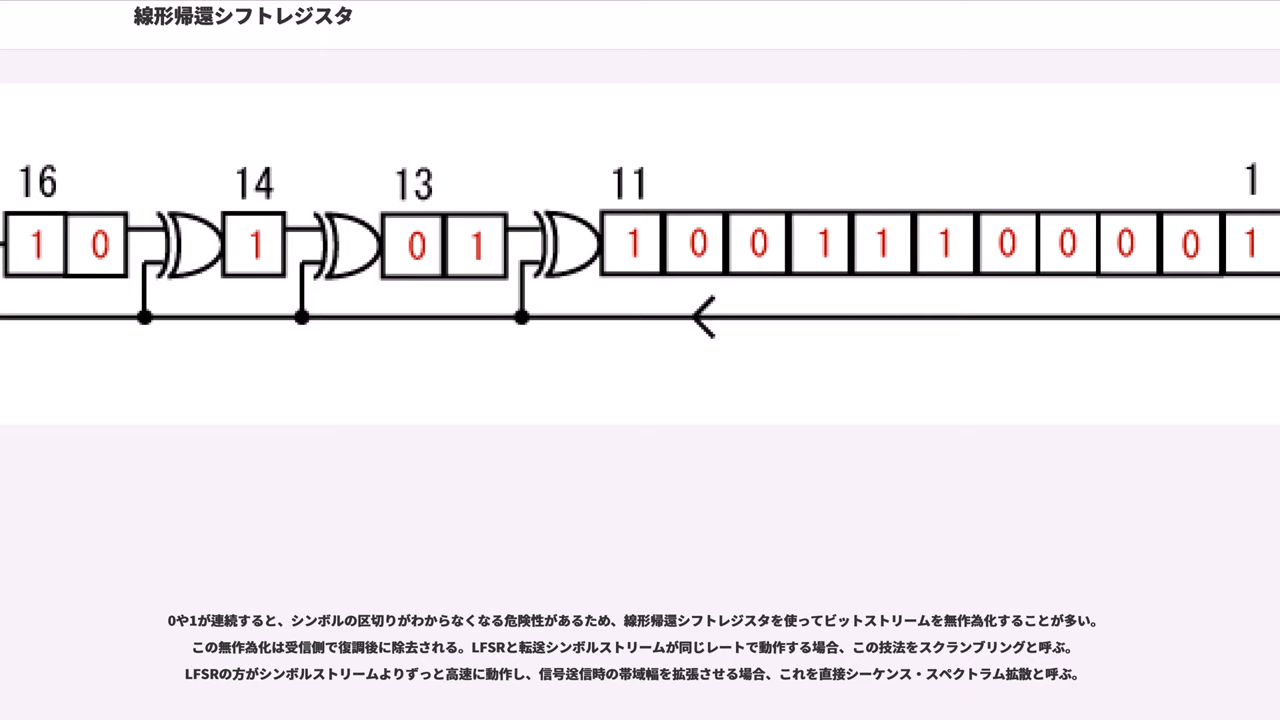 線形帰還シフトレジスタ
16 14 13 11 1
1 0 1 0 1 1 0 0 1 1 1 0 0 0 0 1
0や1が連続すると、シンボルの区切りがわからなくなる危険性があるため、線形帰還シフトレジスタを使ってビットストリームを無作為化することが多い。
この無作為化は受信側で復調後に除去される。LFSRと転送シンボルストリームが同じレートで動作する場合、この技法をスクランブリングと呼ぶ。
LFSRの方がシンボルストリームよりずっと高速に動作し、信号送信時の帯域幅を拡張させる場合、これを直接シーケンス・スペクトラム拡散と呼ぶ。